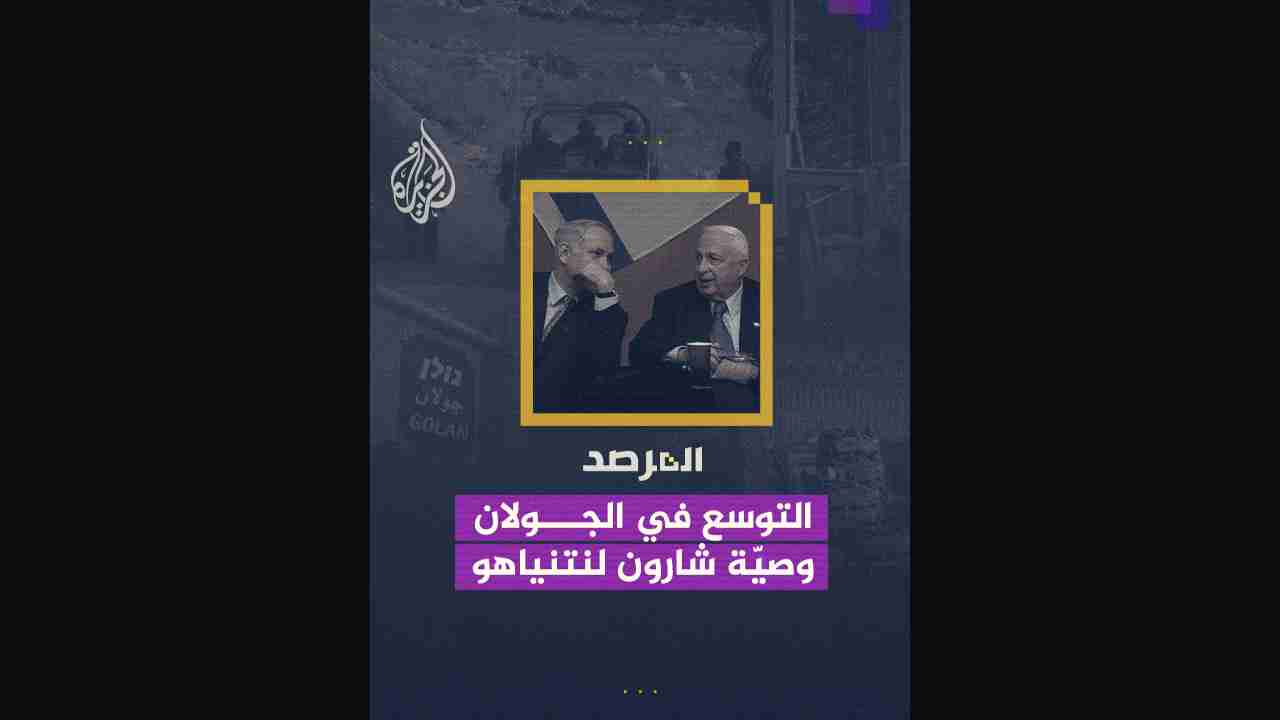 الجزيرة
גולן
جولان
GOLAN
المرصد
التوسع في الجـــولان
وصيّة شارون لنتنياهو